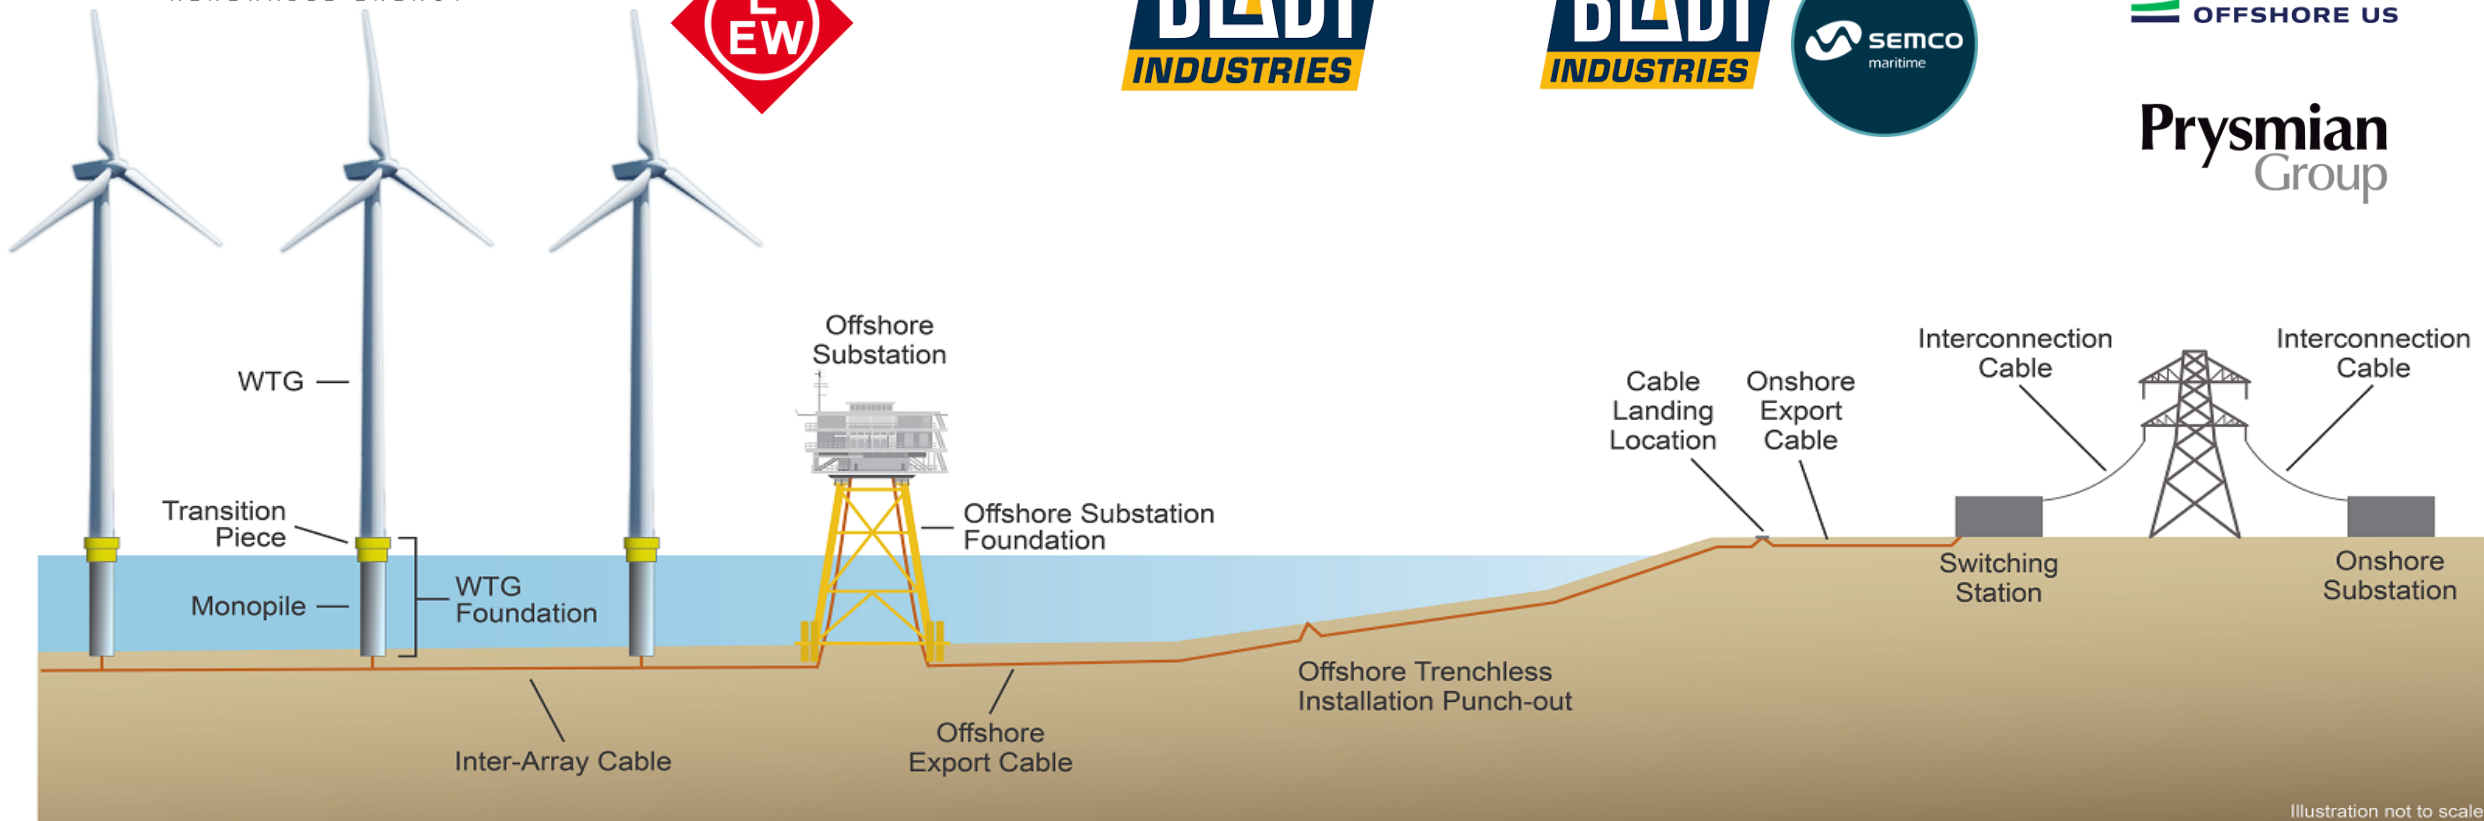 EW
INDUSTRIES
INDUSTRIES
SEMCO
maritime
OFFSHORE US
Prysmian
Group
Offshore
Substation
WTG
Transition
Piece
Monopile
WTG
Foundation
Offshore Substation
Foundation
Inter-Array Cable
Offshore
Export Cable
Offshore Trenchless
Installation Punch-out
Cable
Landing
Location
Onshore
Export
Cable
Interconnection
Cable
Interconnection
Cable
Switching
Station
Onshore
Substation
Illustration not to scale